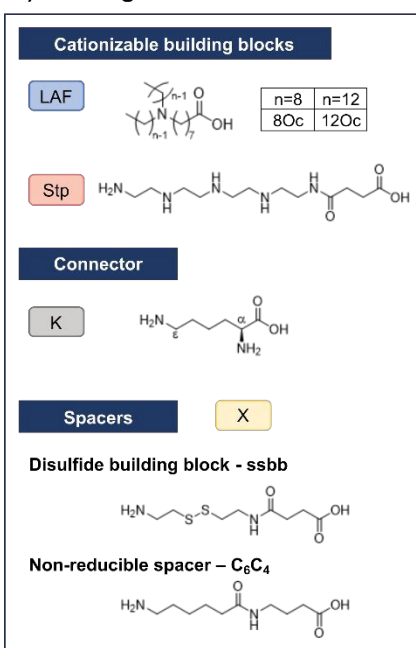 Cationizable building blocks
LAF
n-1
O
N
OH
n-1
7
n=8 n=12
8Oc 12Oc
Stp
H2N
H
N
N
H
H
N
N
H
H
N
O
O
OH
Connector
K
H2N
ε
α
O
OH
NH2
Spacers
X
Disulfide building block - ssbb
H2N
S
S
N
H
O
O
OH
Non-reducible spacer – C6C4
H2N
O
N
H
OH
O